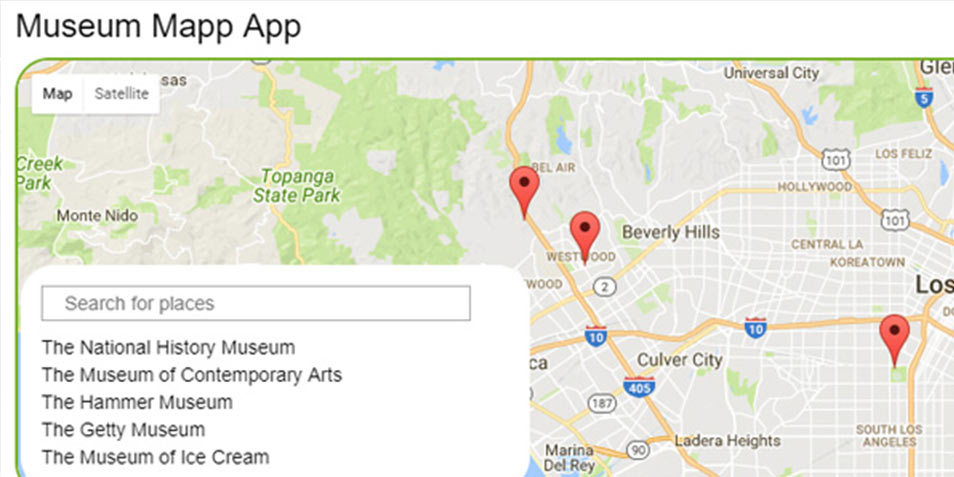 Museum Mapp App
Map
Satellite
sas
Universal City
Gle
5
Creek
Park
Topanga
State Park
BEL AIR
101
LOS FELIZ
HOLLYWOOD
Monte Nido
101
Beverly Hills
CENTRAL LA
KOREATOWN
WESTWOOD
WOOD
2
Los
Search for places
10
10
The National History Museum
ca
Culver City
The Museum of Contemporary Arts
405
The Hammer Museum
187
The Getty Museum
SOUTH LOS
ANGELES
Ladera Heights
Marina
Del Rey
90
The Museum of Ice Cream